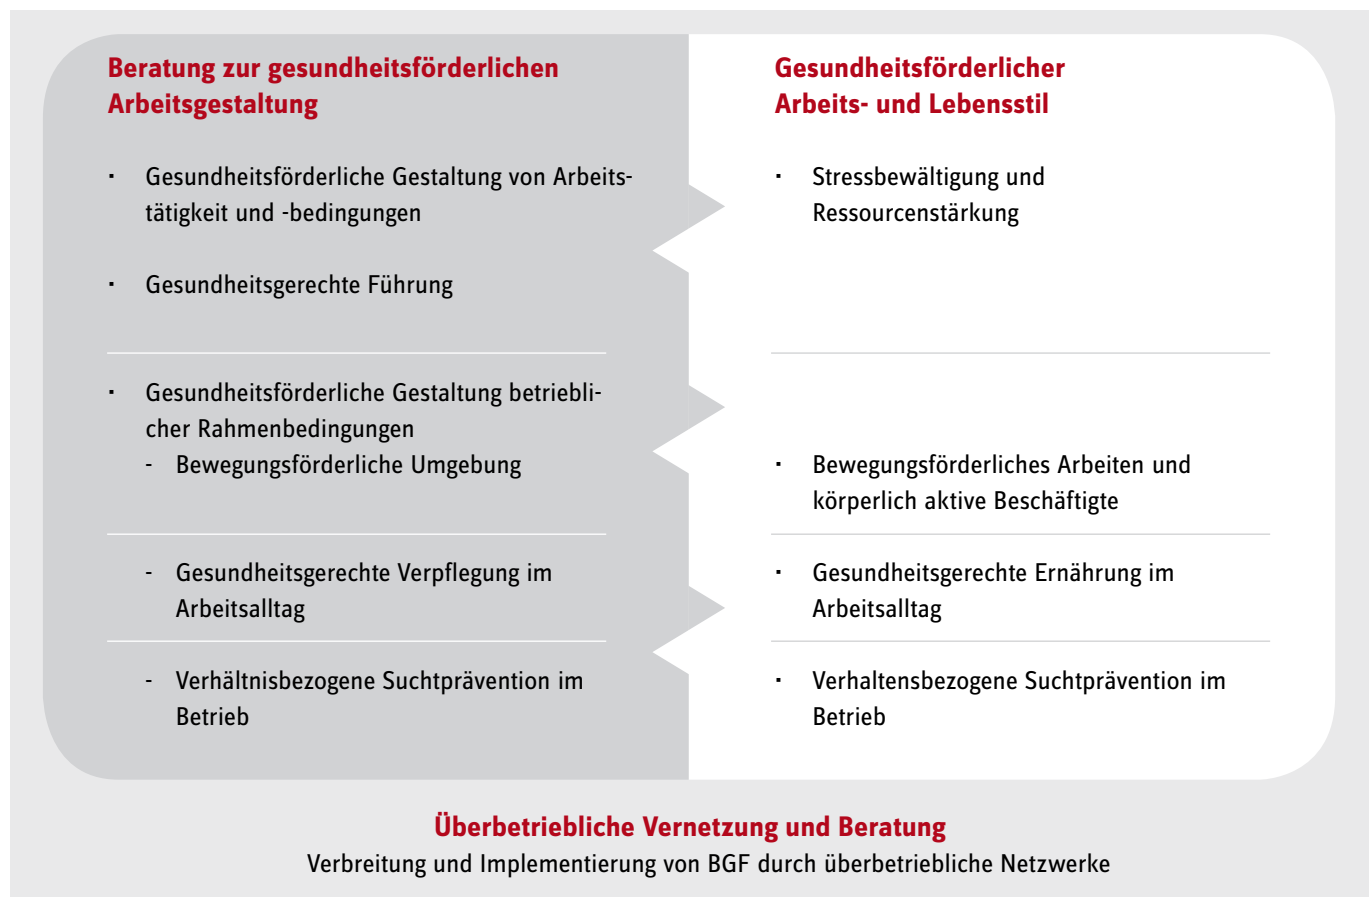 Beratung zur gesundheitsförderlichen
Arbeitsgestaltung
· Gesundheitsförderliche Gestaltung von Arbeits-
tätigkeit und -bedingungen
· Gesundheitsgerechte Führung
· Gesundheitsförderliche Gestaltung betriebli-
cher Rahmenbedingungen
- Bewegungsförderliche Umgebung
- Gesundheitsgerechte Verpflegung im
Arbeitsalltag
- Verhältnisbezogene Suchtprävention im
Betrieb
Gesundheitsförderlicher
Arbeits- und Lebensstil
· Stressbewältigung und
Ressourcenstärkung
· Bewegungsförderliches Arbeiten und
körperlich aktive Beschäftigte
· Gesundheitsgerechte Ernährung im
Arbeitsalltag
· Verhaltensbezogene Suchtprävention im
Betrieb
Überbetriebliche Vernetzung und Beratung
Verbreitung und Implementierung von BGF durch überbetriebliche Netzwerke